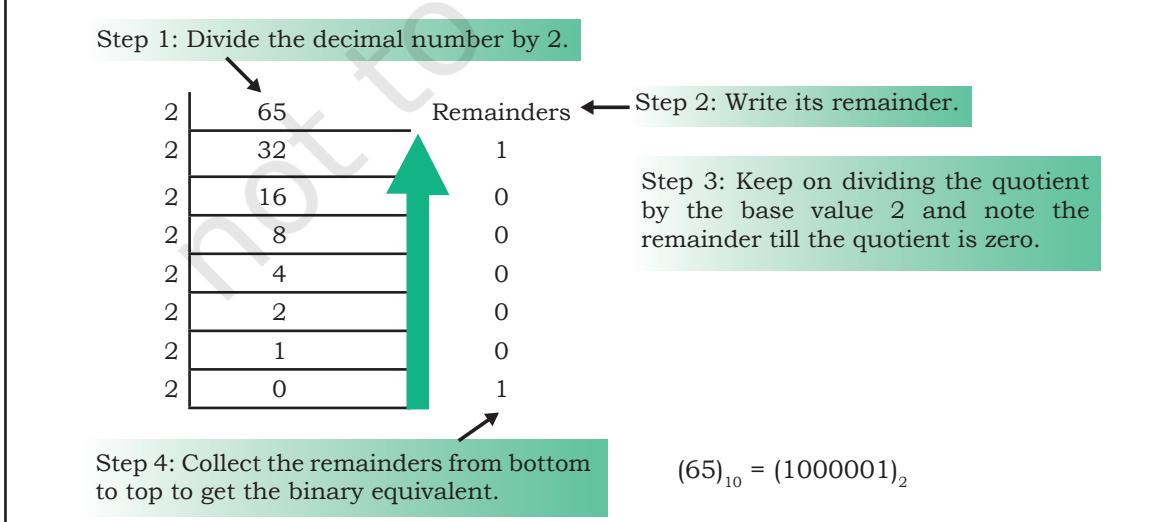 Step 1: Divide the decimal number by 2.
2 65 Remainders
Step 2: Write its remainder.
2 32 1
2 16 0
2 8 0
2 4 0
2 2 0
2 1 0
2 0 1
Step 3: Keep on dividing the quotient
by the base value 2 and note the
remainder till the quotient is zero.
Step 4: Collect the remainders from bottom
to top to get the binary equivalent.
(65)₁₀ = (1000001)₂
not to